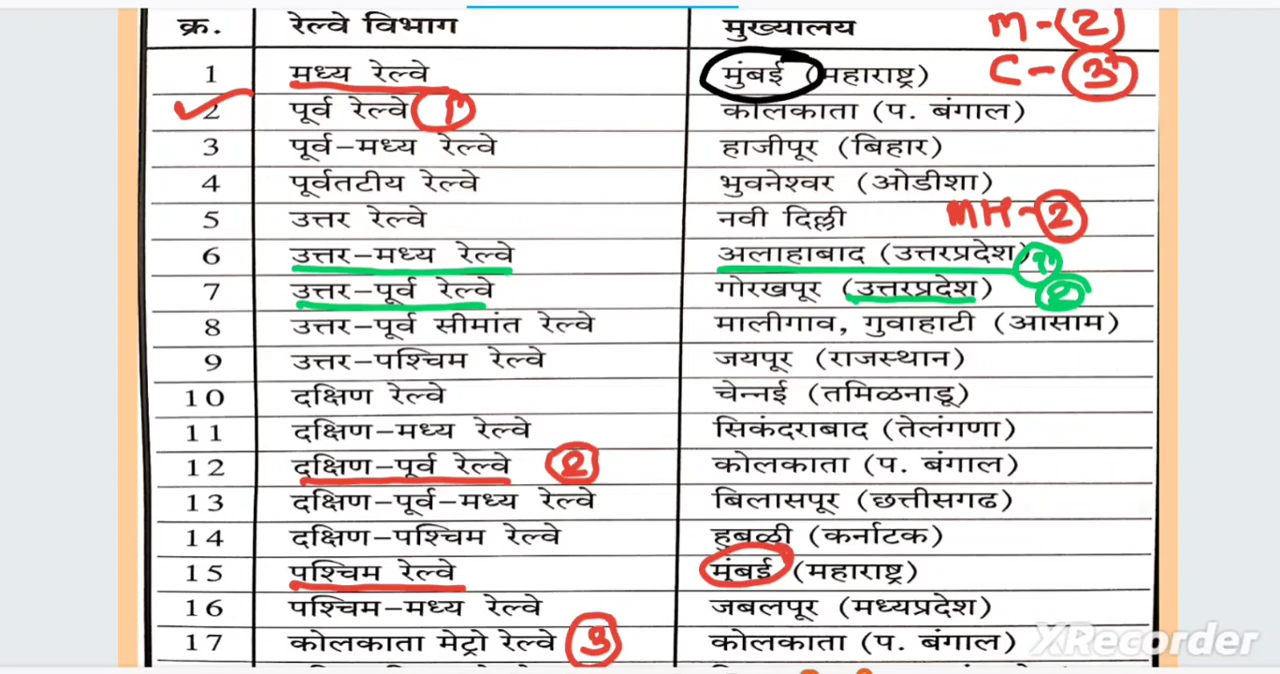 क्र. रेल्वे विभाग मुख्यालय M-2
1 मध्य रेल्वे मुंबई (महाराष्ट्र) C-3
2 पूर्व रेल्वे 1 कोलकाता (प. बंगाल)
3 पूर्व-मध्य रेल्वे हाजीपूर (बिहार)
4 पूर्वतटीय रेल्वे भुवनेश्वर (ओडीशा)
5 उत्तर रेल्वे नवी दिल्ली MH-2
6 उत्तर-मध्य रेल्वे अलाहाबाद (उत्तरप्रदेश)
7 उत्तर-पूर्व रेल्वे गोरखपूर (उत्तरप्रदेश) 2
8 उत्तर-पूर्व सीमांत रेल्वे मालीगाव, गुवाहाटी (आसाम)
9 उत्तर-पश्चिम रेल्वे जयपूर (राजस्थान)
10 दक्षिण रेल्वे चेन्नई (तमिळनाडू)
11 दक्षिण-मध्य रेल्वे सिकंदराबाद (तेलंगणा)
12 दक्षिण-पूर्व रेल्वे 2 कोलकाता (प. बंगाल)
13 दक्षिण-पूर्व-मध्य रेल्वे बिलासपूर (छत्तीसगढ)
14 दक्षिण-पश्चिम रेल्वे हुबळी (कर्नाटक)
15 पश्चिम रेल्वे मुंबई (महाराष्ट्र)
16 पश्चिम-मध्य रेल्वे जबलपूर (मध्यप्रदेश)
17 कोलकाता मेट्रो रेल्वे 3 कोलकाता (प. बंगाल)
XRecorder